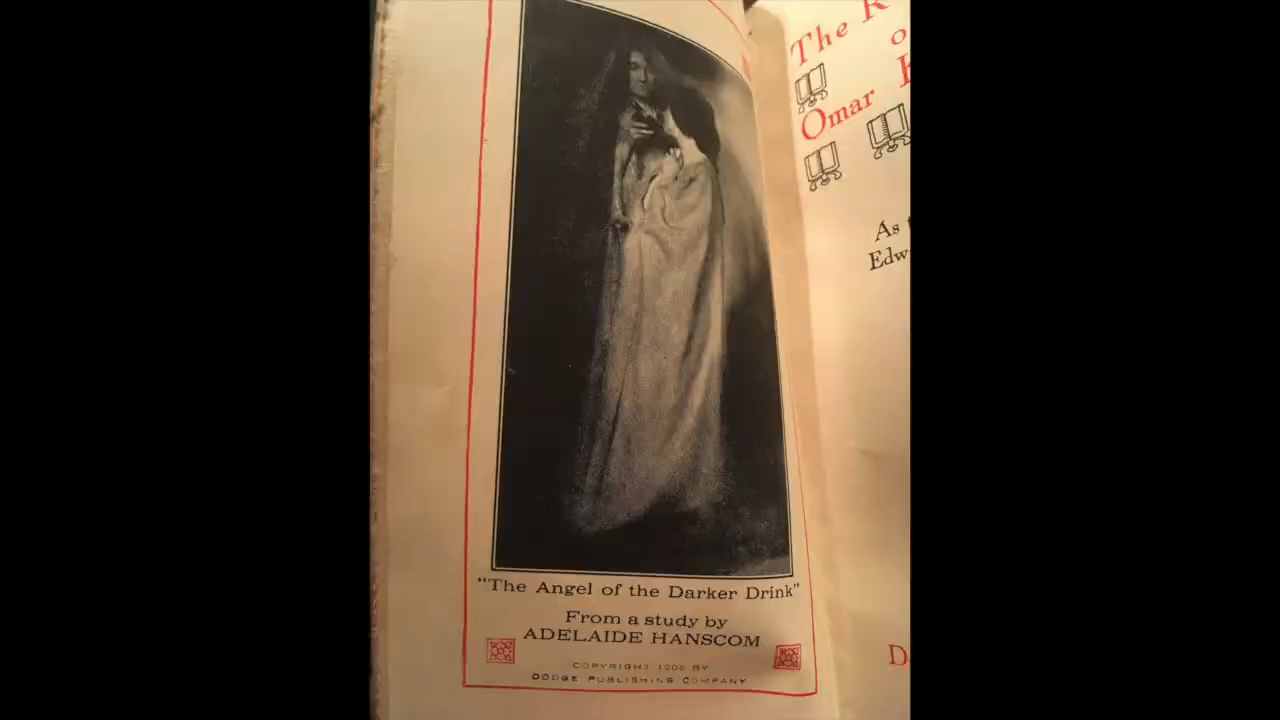 "The Angel of the Darker Drink"
From a study by
ADELAIDE HANSCOM
COPYRIGHT 1905 BY
DODGE PUBLISHING COMPANY
The R
o
Omar K
As t
Edw
D